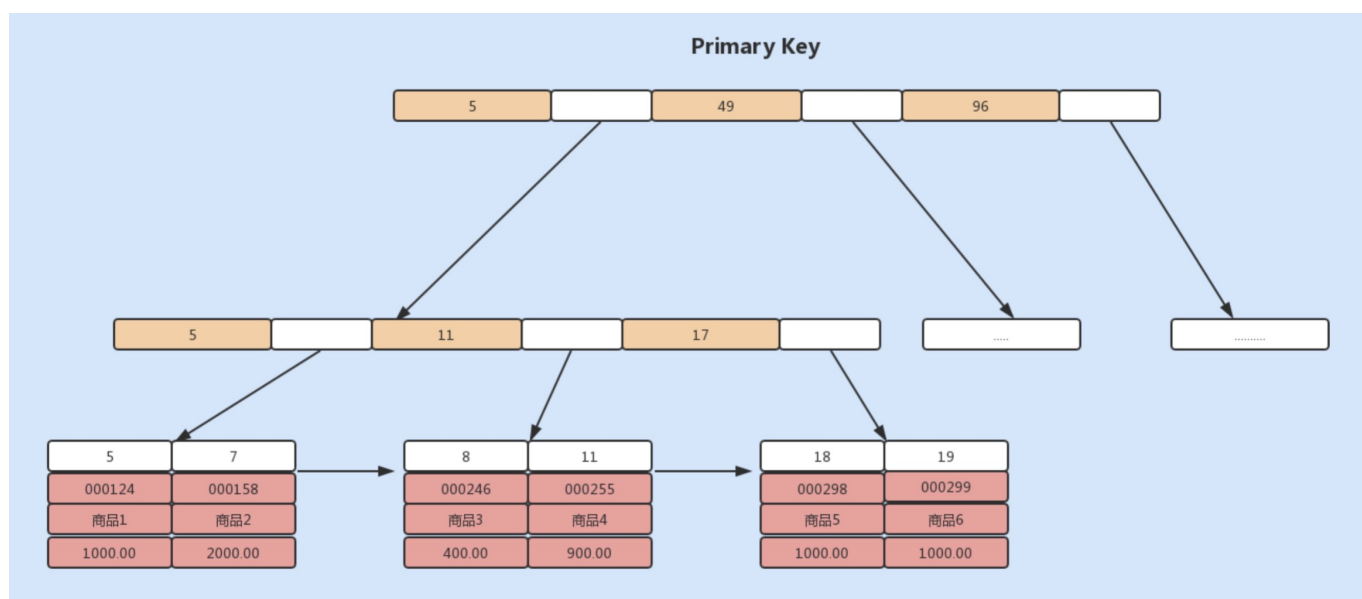 Primary Key
5 49 96
5 11 17 ..... ..........
5 7 8 11 18 19
000124 000158 000246 000255 000298 000299
商品1 商品2 商品3 商品4 商品5 商品6
1000.00 2000.00 400.00 900.00 1000.00 1000.00